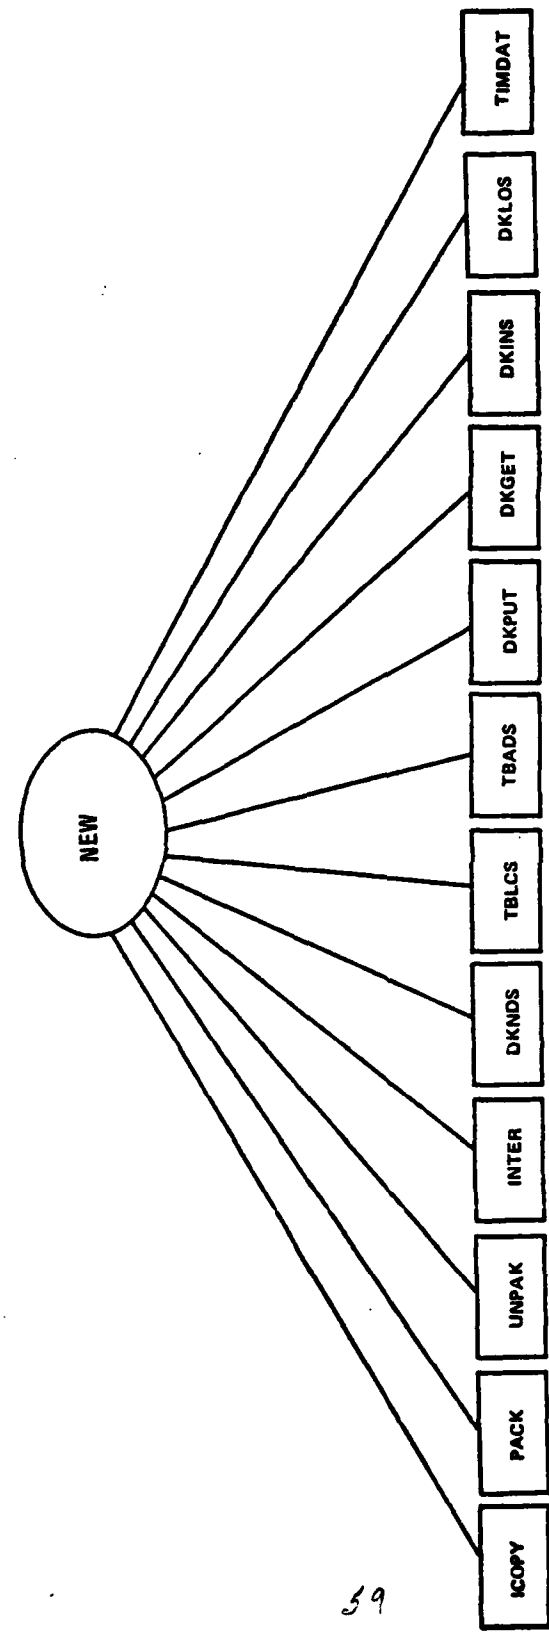 NEW
ICOPY
PACK
UNPAK
INTER
DKNDS
TBLCS
TBADS
DKPUT
DKGET
DKINS
DKLOS
TIMDAT
59